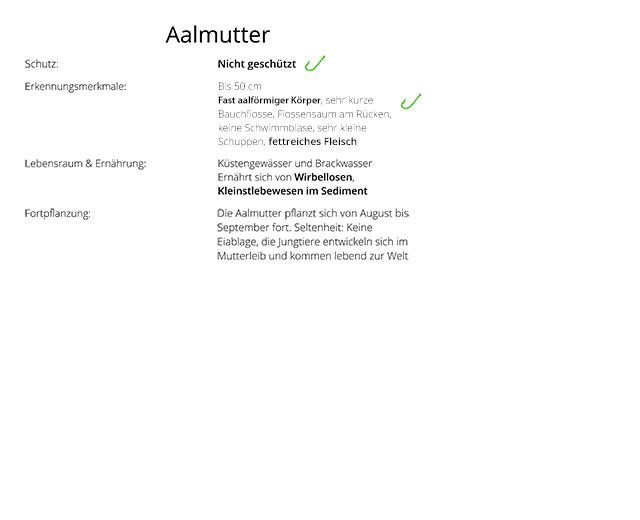 Aalmutter
Schutz: Nicht geschützt
Erkennungsmerkmale: Bis 50 cm
Fast aalförmiger Körper, sehr kurze
Bauchflosse, Flossensaum am Rücken,
keine Schwimmblase, sehr kleine
Schuppen, fettreiches Fleisch
Lebensraum & Ernährung: Küstengewässer und Brackwasser
Ernährt sich von Wirbellosen,
Kleinstlebewesen im Sediment
Fortpflanzung: Die Aalmutter pflanzt sich von August bis
September fort. Seltenheit: Keine
Eiablage, die Jungtiere entwickeln sich im
Mutterleib und kommen lebend zur Welt